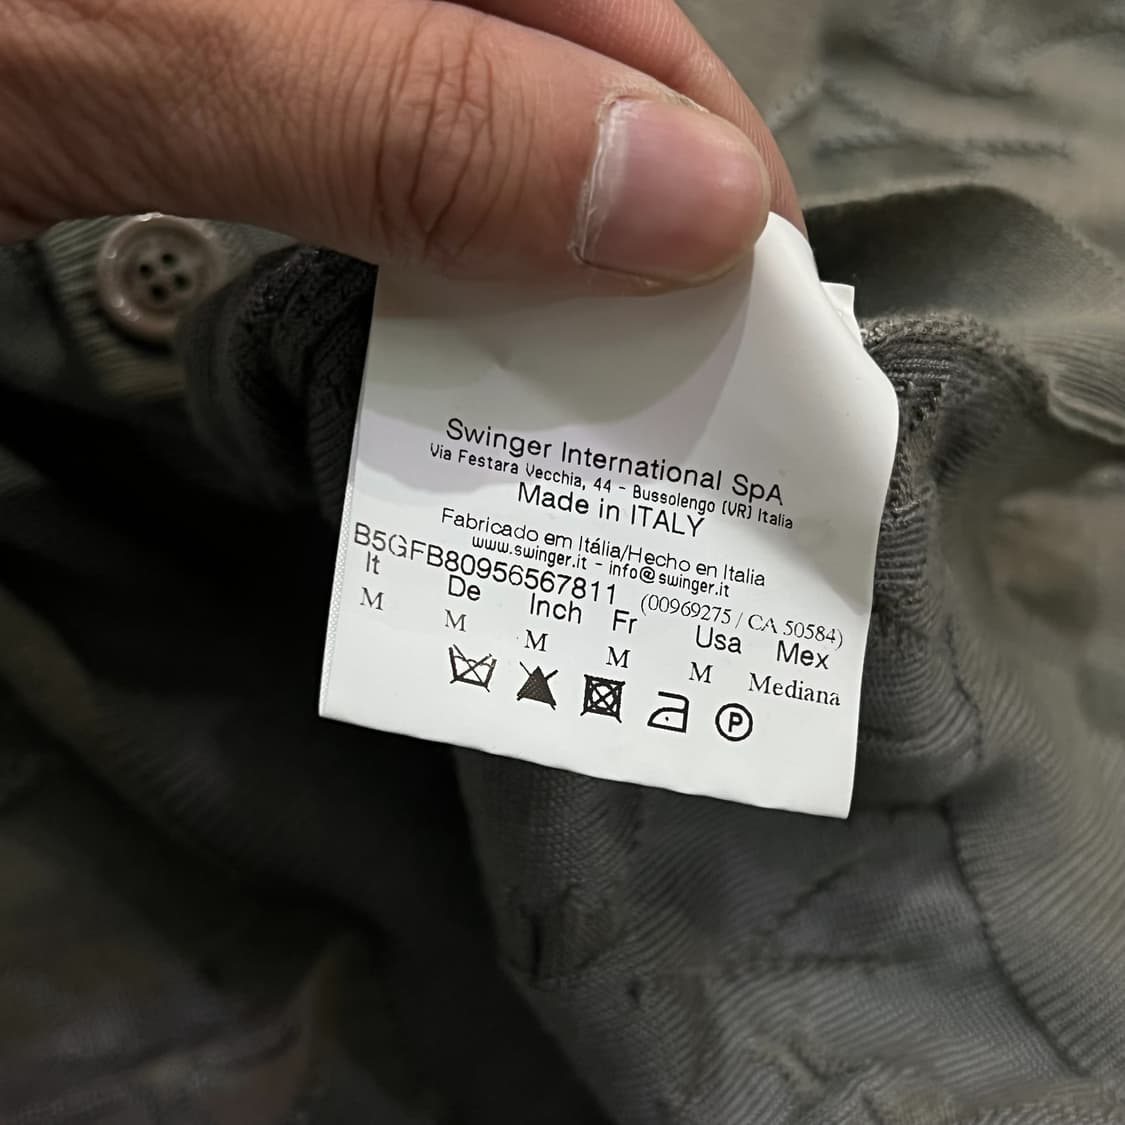 Swinger International SpA
Via Festara Vecchia, 44 - Bussolengo (VR) Italia
Made in ITALY
Fabricado em Itália/Hecho en Italia
www.swinger.it - info@swinger.it
B5GFB80956567811 (00969275 / CA 50584)
It De Inch Fr Usa Mex
M M M M M Mediana
P